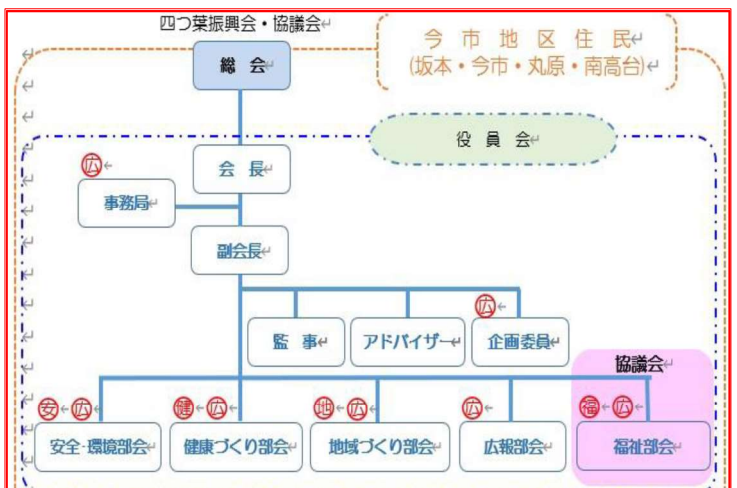 四つ葉振興会・協議会↵
今 市 地 区 住 民↵
(坂本・今市・丸原・南高台)↵
総 会↵
役 員 会↵
会 長↵
広←
事務局↵
副会長↵
広←
監 事↵
アドバイザー↵
企画委員↵
協議会↵
安←広←
健←広←
地←広←
広←
福←広←
安全・環境部会↵
健康づくり部会↵
地域づくり部会↵
広報部会↵
福祉部会↵